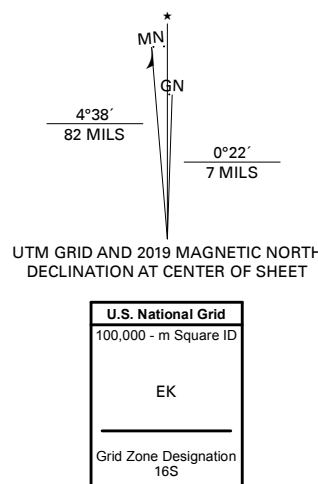 ★
MN
GN
4°38´
82 MILS
0°22´
7 MILS
UTM GRID AND 2019 MAGNETIC NORTH
DECLINATION AT CENTER OF SHEET
U.S. National Grid
100,000 - m Square ID
EK
Grid Zone Designation
16S